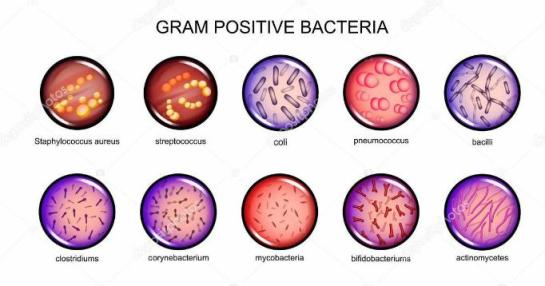 GRAM POSITIVE BACTERIA
Staphylococcus aureus streptococcus coli pneumococcus bacilli
clostridiums corynebacterium mycobacteria bifidobacteriums actinomycetes